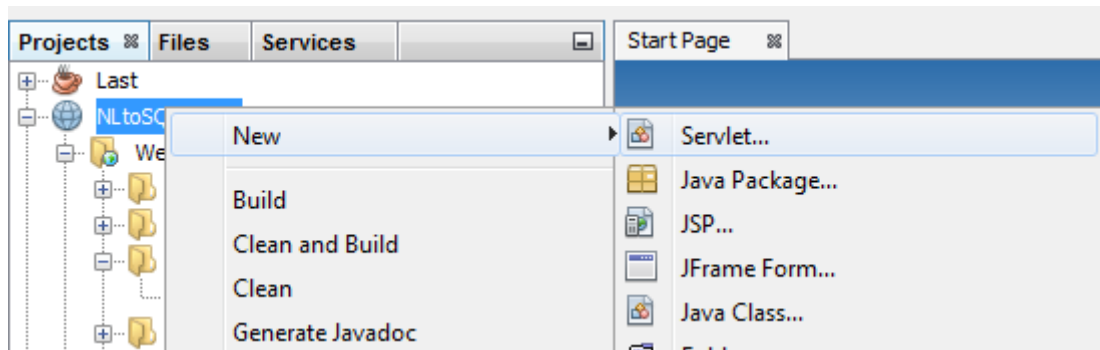 Projects Files Services Start Page
Last
NLtoSQ
New Servlet...
We
Java Package...
Build
JSP...
Clean and Build
JFrame Form...
Clean
Java Class...
Generate Javadoc